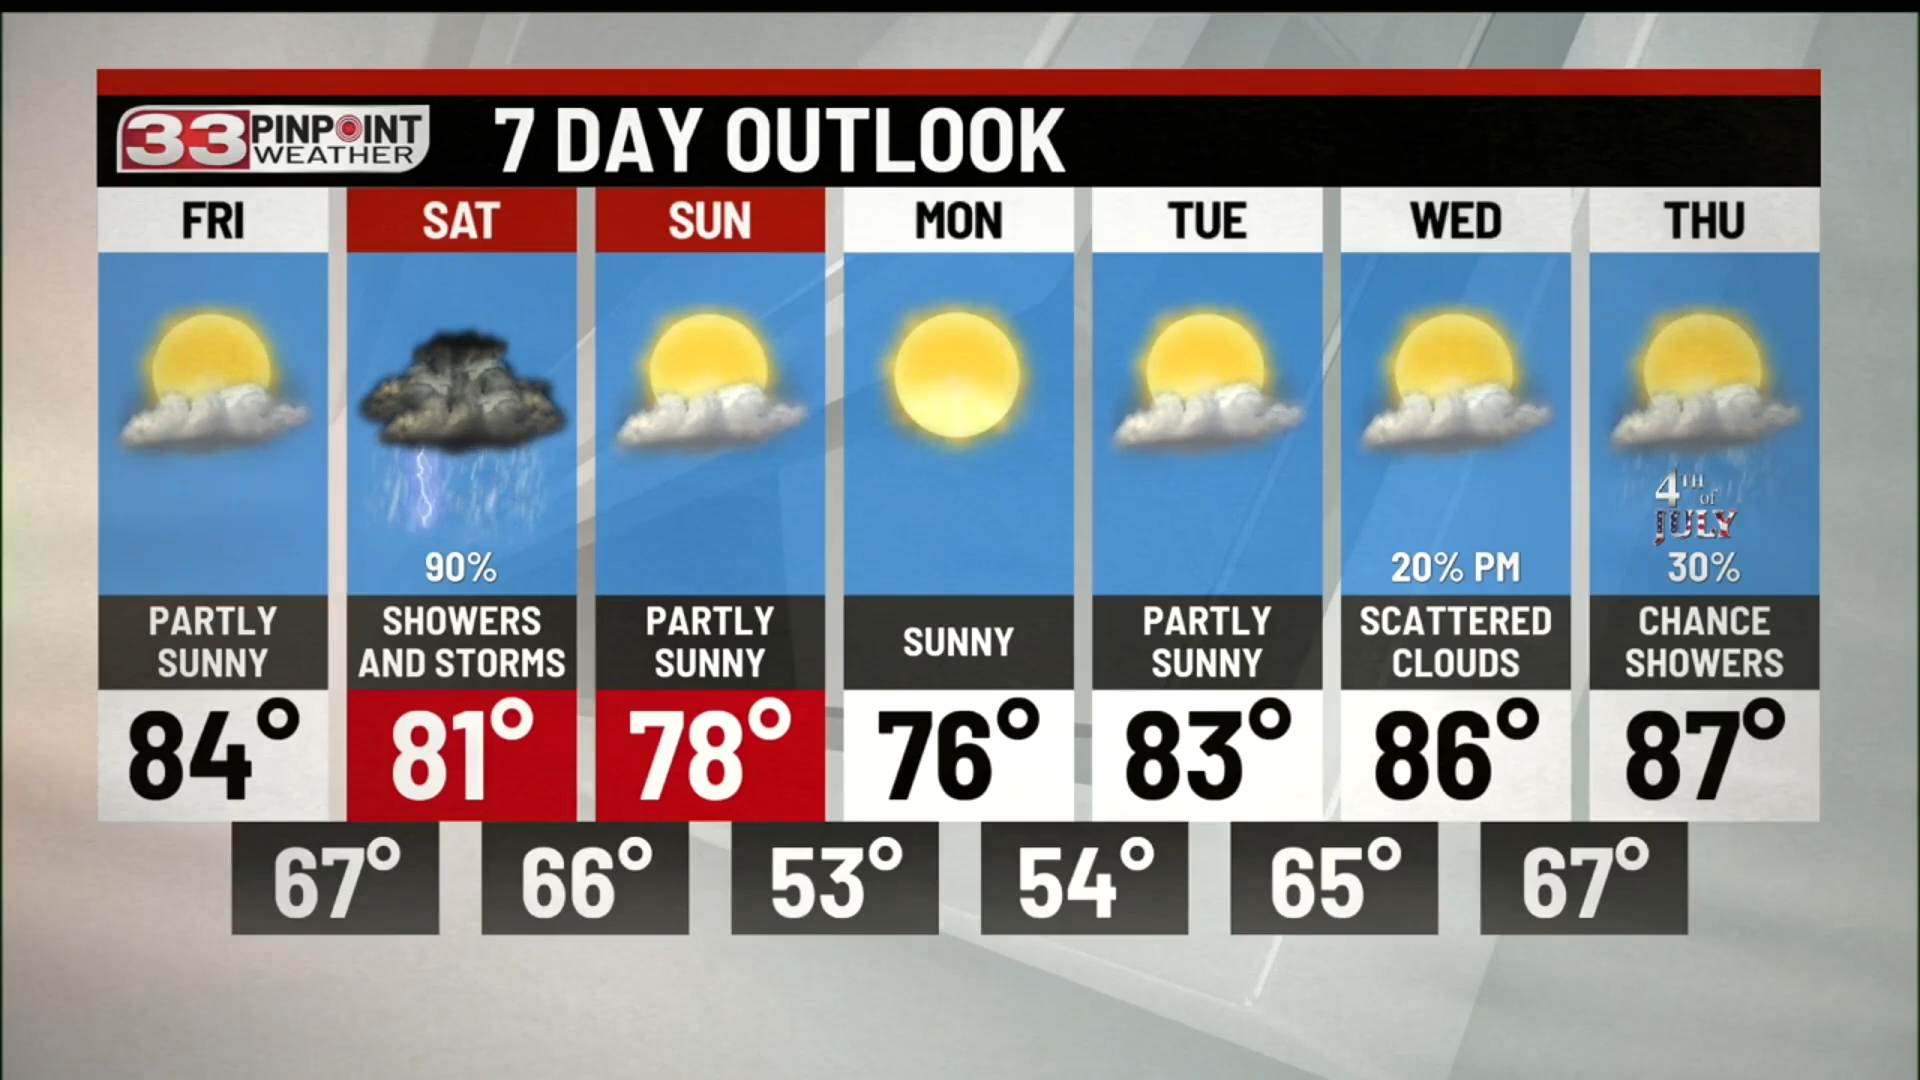 33 PINPOINT
WEATHER
7 DAY OUTLOOK
FRI
SAT
SUN
MON
TUE
WED
THU
4TH of
JULY
90%
20% PM
30%
PARTLY
SUNNY
SHOWERS
AND STORMS
PARTLY
SUNNY
SUNNY
PARTLY
SUNNY
SCATTERED
CLOUDS
CHANCE
SHOWERS
84°
81°
78°
76°
83°
86°
87°
67°
66°
53°
54°
65°
67°